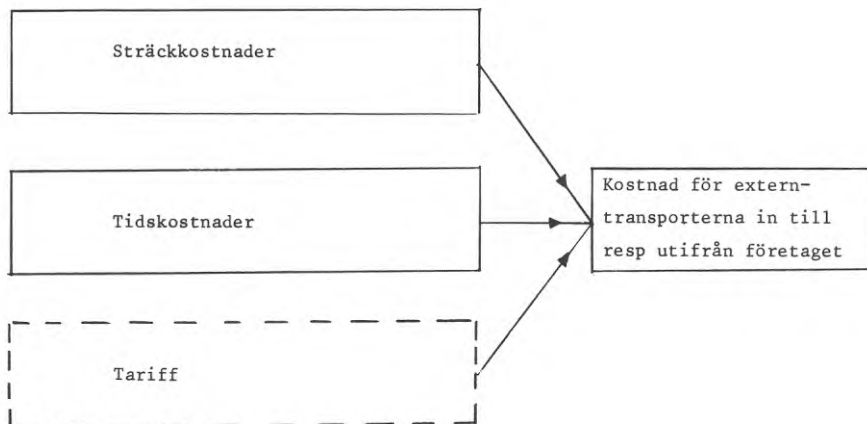 Sträckkostnader
Tidskostnader
Kostnad för extern-
transporterna in till
resp utifrån företaget
Tariff